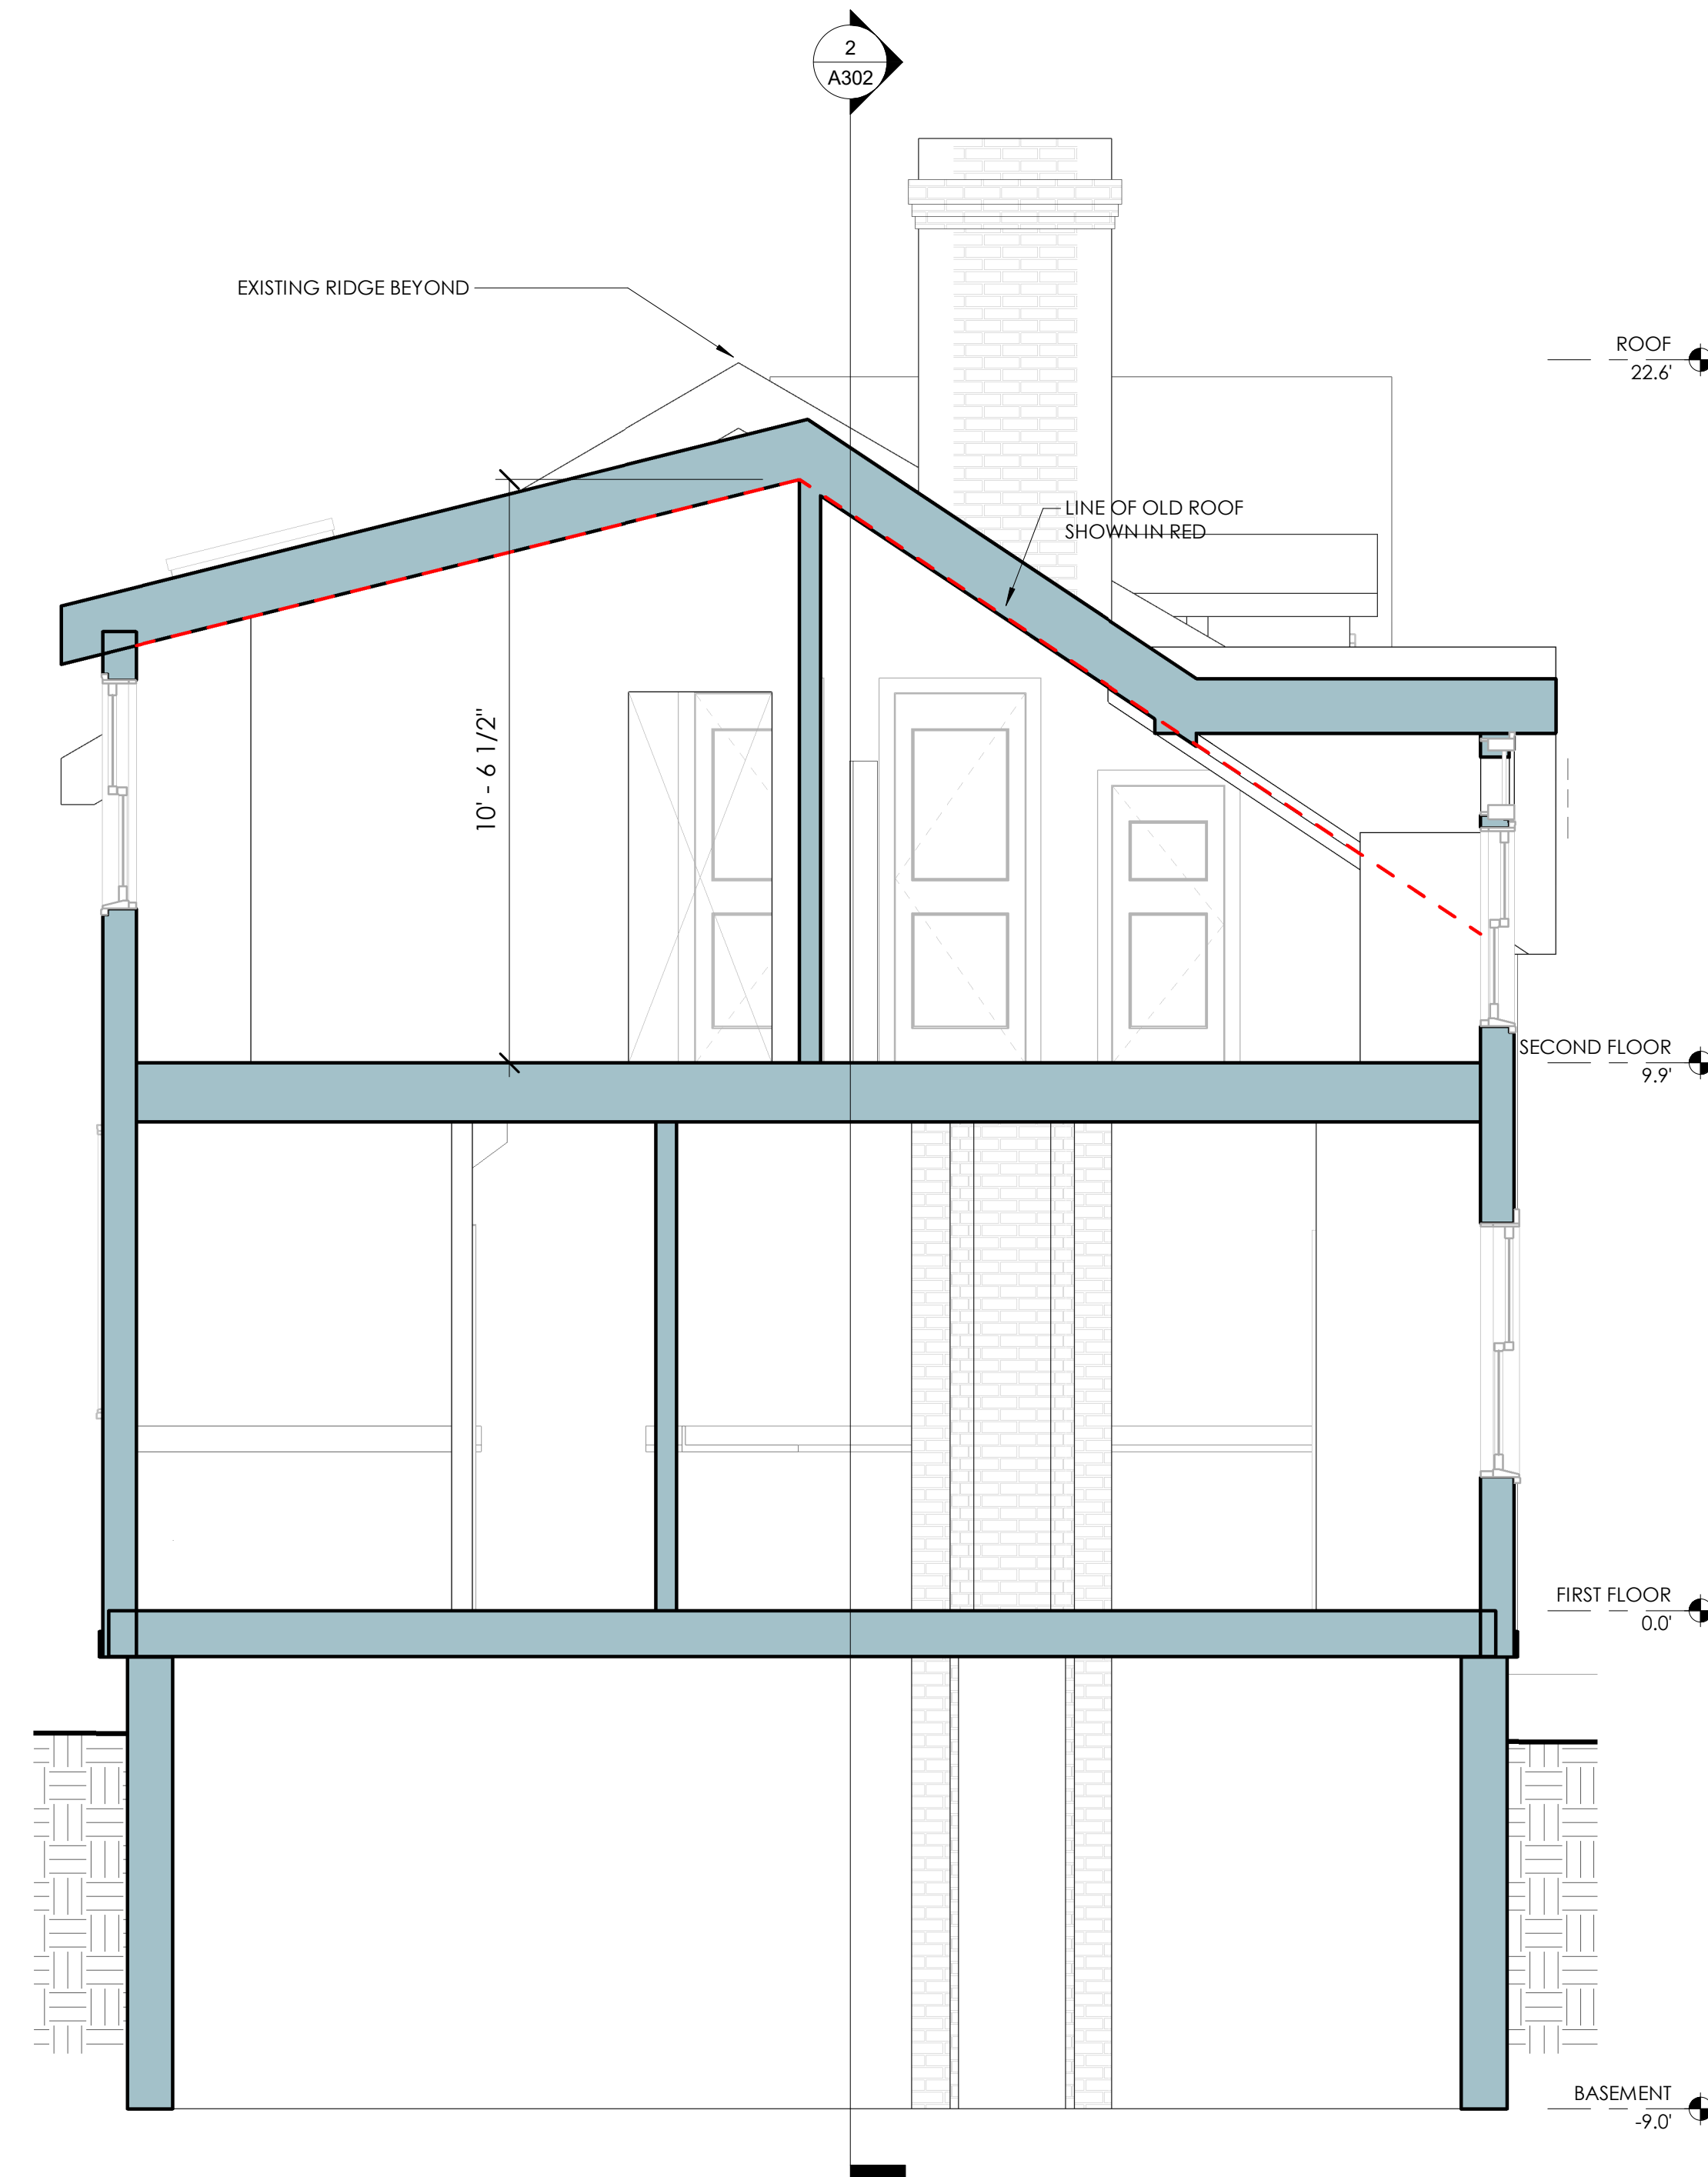 2
A302
EXISTING RIDGE BEYOND
ROOF
22.6'
LINE OF OLD ROOF
SHOWN IN RED
10' - 6 1/2"
SECOND FLOOR
9.9'
FIRST FLOOR
0.0'
BASEMENT
-9.0'